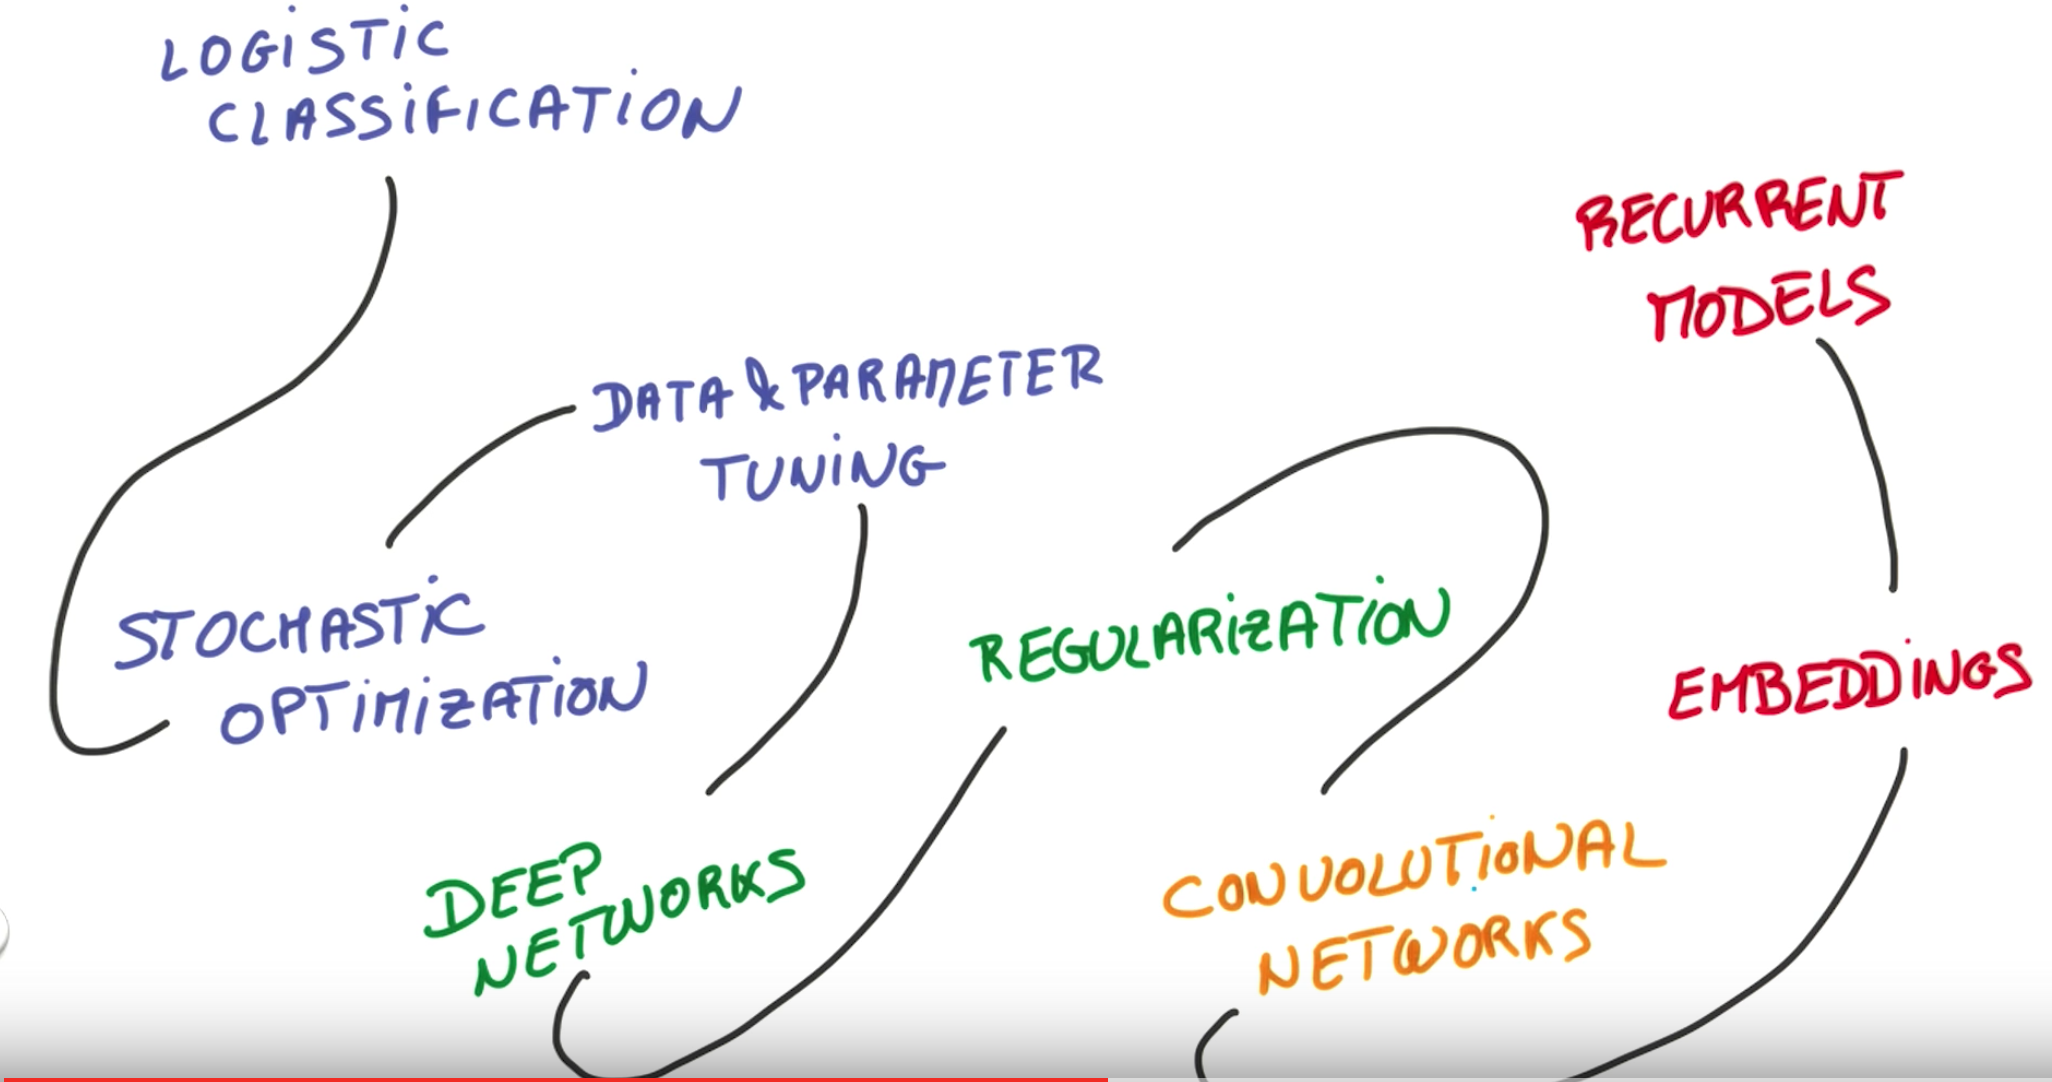 LOGISTIC
CLASSIFICATION
STOCHASTIC
OPTIMIZATION
DATA & PARAMETER
TUNING
DEEP
NETWORKS
REGULARIZATION
CONVOLUTIONAL
NETWORKS
EMBEDDINGS
RECURRENT
MODELS